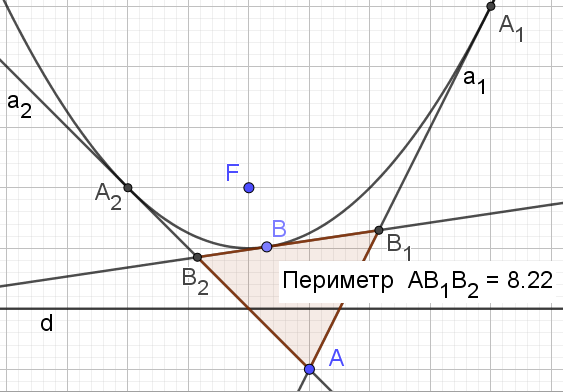 A₁
a₁
a₂
A₂
F
B
B₁
B₂
Периметр AB₁B₂ = 8.22
d
A